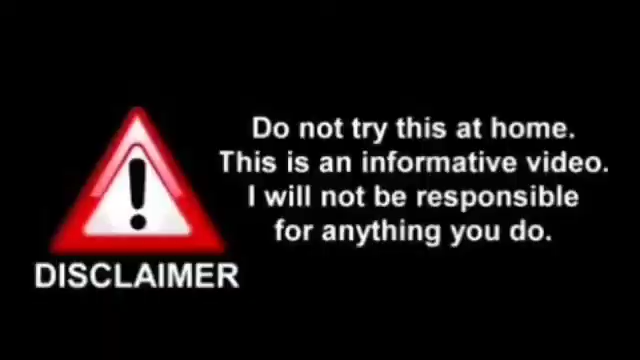 Do not try this at home.
This is an informative video.
I will not be responsible
for anything you do.
DISCLAIMER